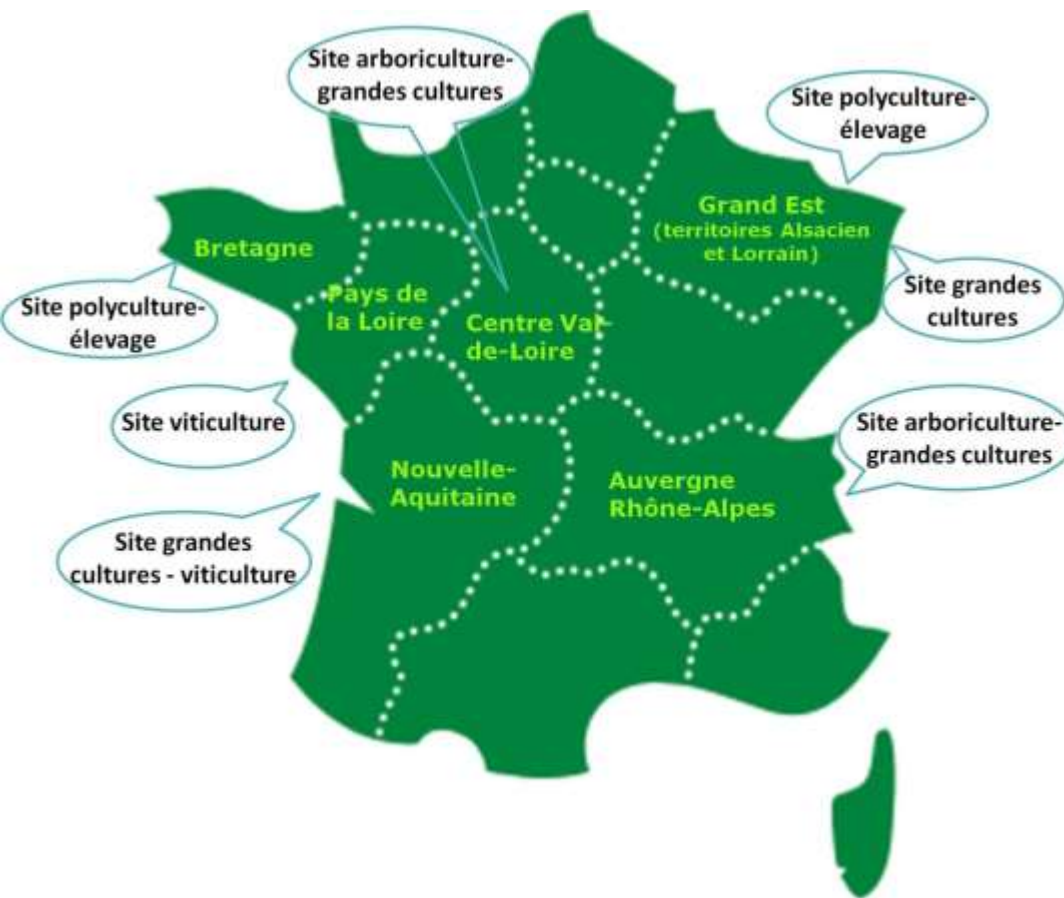 Site arboriculture-
grandes cultures
Site polyculture-
élevage
Grand Est
(territoires Alsacien
et Lorrain)
Bretagne
Site grandes
cultures
Site polyculture-
élevage
Pays de
la Loire
Centre Val-
de-Loire
Site viticulture
Site arboriculture-
grandes cultures
Nouvelle-
Aquitaine
Auvergne
Rhône-Alpes
Site grandes
cultures - viticulture